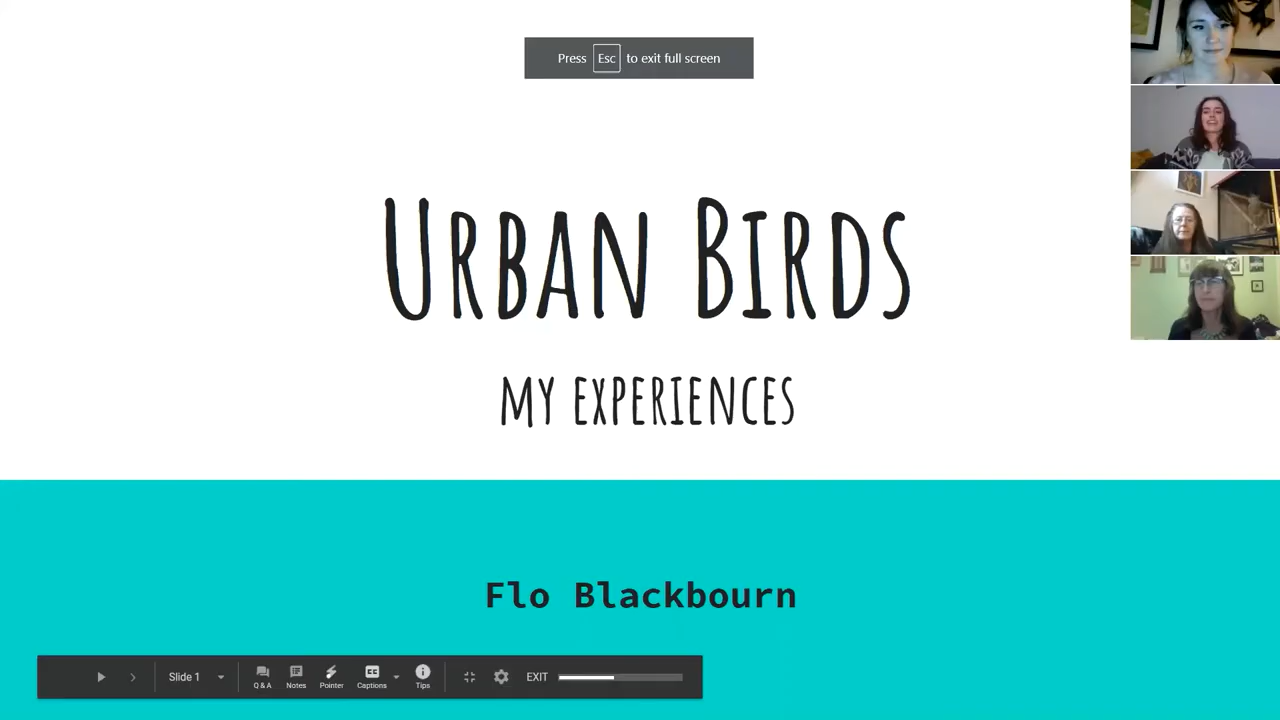 Press Esc to exit full screen
URBAN BIRDS
MY EXPERIENCES
Flo Blackbourn
Slide 1
Q & A
Notes
Pointer
CC
Captions
Tips
EXIT